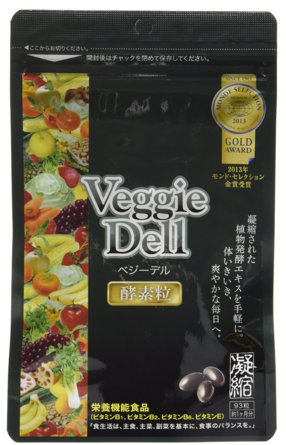 ここからお切りください。
開封後はチャックを閉めて保存してください。
MONDE SELECTION
2013
GOLD
AWARD
2013年
モンド・セレクション
金賞受賞
Veggie
Dell
ベジーデル
酵素粒
凝縮された
植物発酵エキスを手軽に
体いきいき、
爽やかな毎日へ。
凝縮
93粒
約1ヶ月分
栄養機能食品
(ビタミンB1、ビタミンB2、ビタミンB6、ビタミンE)
「食生活は、主食、主菜、副菜を基本に、食事のバランスを。」